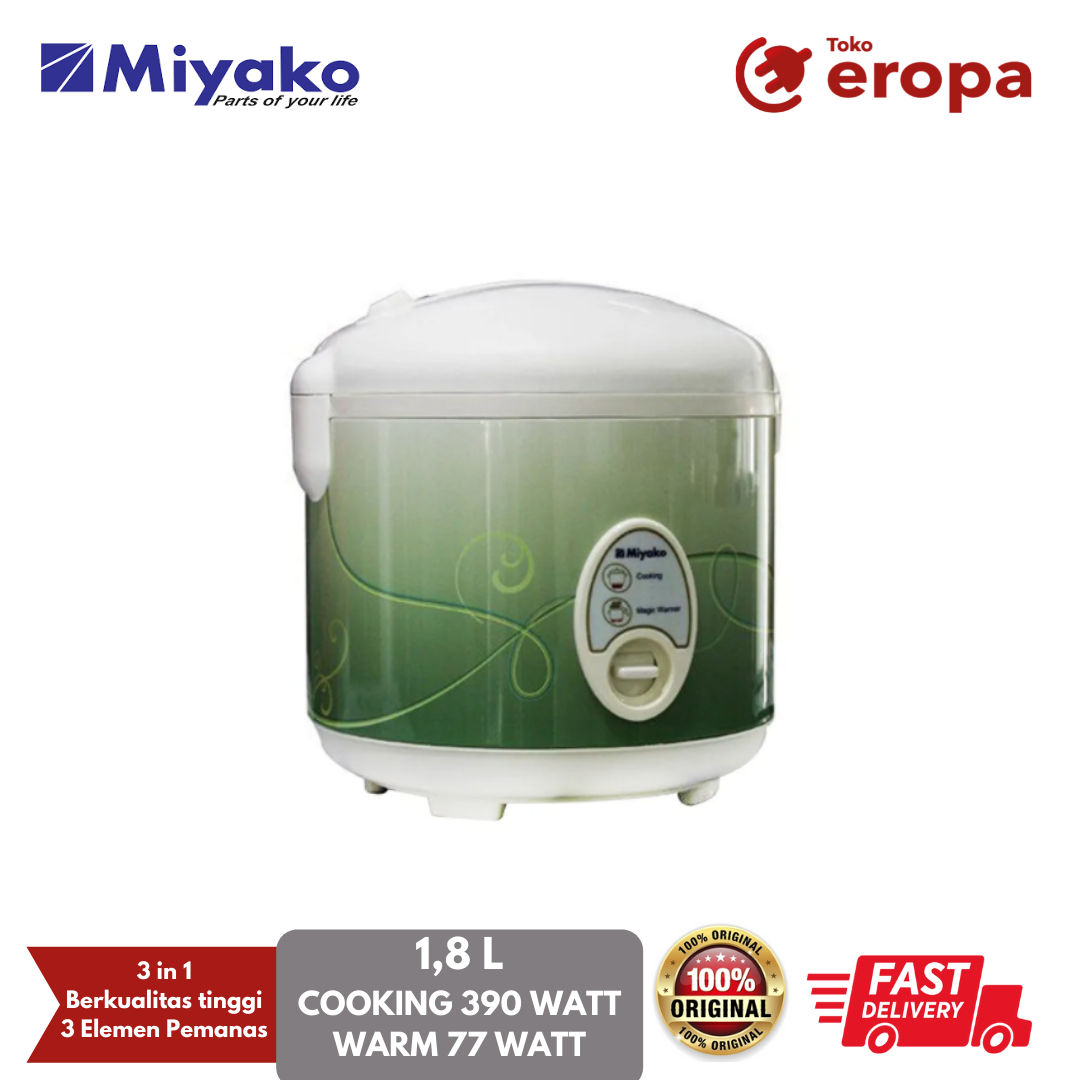 Miyako
Parts of your life
Toko
eropa
Miyako
Cooking
Magic Warmer
3 in 1
Berkualitas tinggi
3 Elemen Pemanas
1,8 L
COOKING 390 WATT
WARM 77 WATT
100% ORIGINAL
100%
ORIGINAL
100% ORIGINAL
FAST
DELIVERY